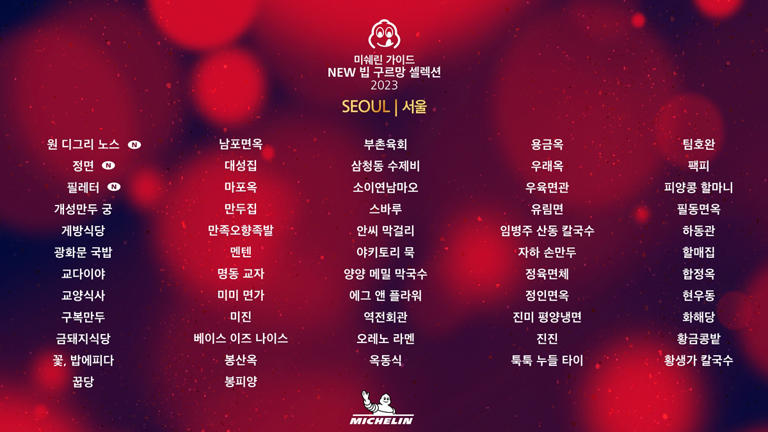 미쉐린 가이드
NEW 빕 구르망 셀렉션
2023
SEOUL | 서울
원 디그리 노스 N
정면 N
필레터 N
개성만두 궁
게방식당
광화문 국밥
교다이야
교양식사
구복만두
금돼지식당
꽃, 밥에피다
꿉당
남포면옥
대성집
마포옥
만두집
만족오향족발
멘텐
명동 교자
미미 면가
미진
베이스 이즈 나이스
봉산옥
봉피양
부촌육회
삼청동 수제비
소이연남마오
스바루
안씨 막걸리
야키토리 묵
양양 메밀 막국수
에그 앤 플라워
역전회관
오레노 라멘
옥동식
용금옥
우래옥
우육면관
유림면
임병주 산동 칼국수
자하 손만두
정육면체
정인면옥
진미 평양냉면
진진
툭툭 누들 타이
팀호완
팩피
피양콩 할마니
필동면옥
하동관
할매집
합정옥
현우동
화해당
황금콩밭
황생가 칼국수
MICHELIN